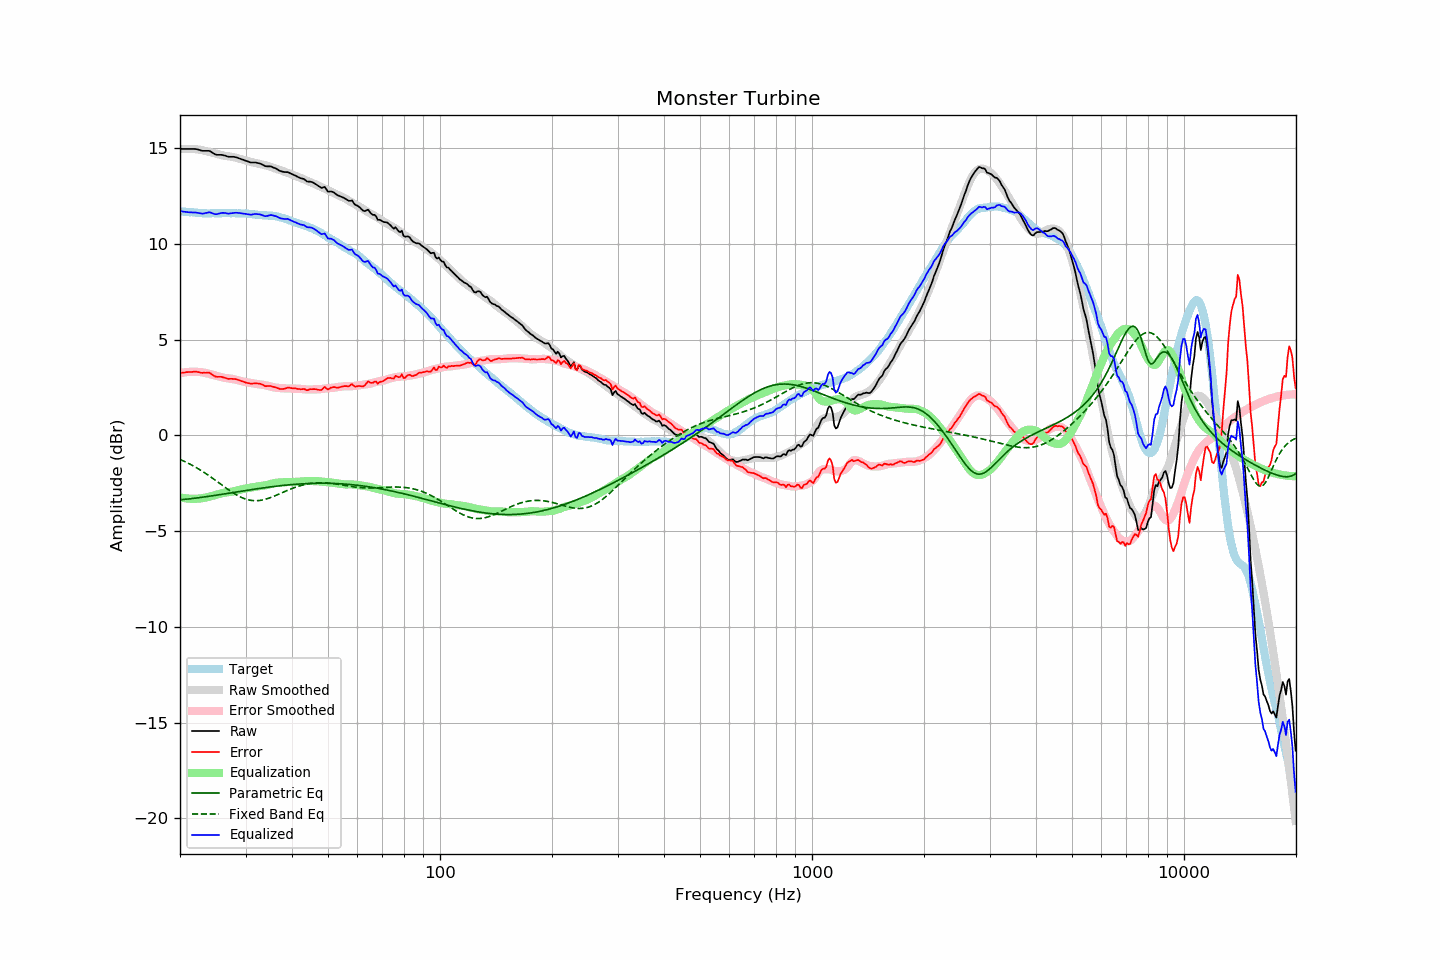 Monster Turbine
15
10
5
0
−5
−10
−15
−20
Amplitude (dBr)
Target
Raw Smoothed
Error Smoothed
Raw
Error
Equalization
Parametric Eq
Fixed Band Eq
Equalized
100
1000
10000
Frequency (Hz)